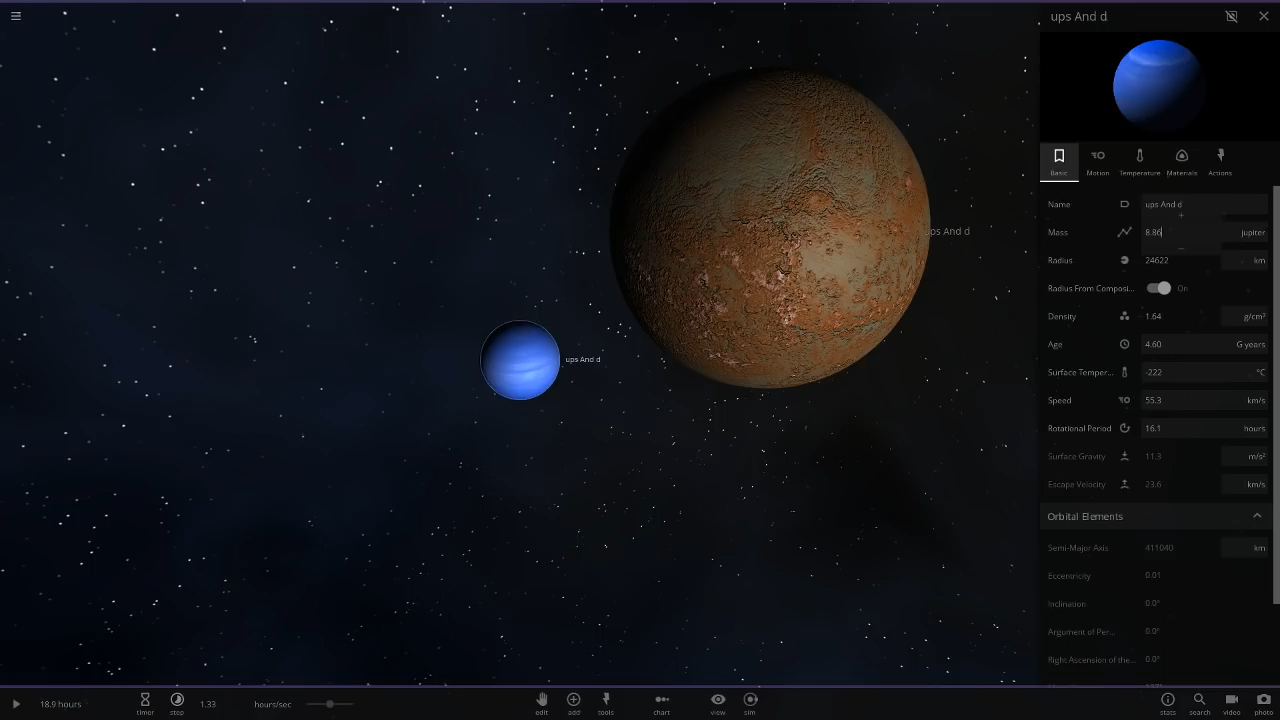 ups And d
Basic
Motion
Temperature
Materials
Actions
Name ups And d
Mass 8.86 jupiter
Radius 24622 km
Radius From Composi... On
Density 1.64 g/cm³
Age 4.60 G years
Surface Temper... -222 °C
Speed 55.3 km/s
Rotational Period 16.1 hours
Surface Gravity 11.3 m/s²
Escape Velocity 23.6 km/s
Orbital Elements
Semi-Major Axis 411040 km
Eccentricity 0.01
Inclination 0.0°
Argument of Per... 0.0°
Right Ascension of the... 0.0°
ups And d
ups And d
18.9 hours
timer
step
1.33 hours/sec
edit
add
tools
chart
view
sim
stats
search
video
photo